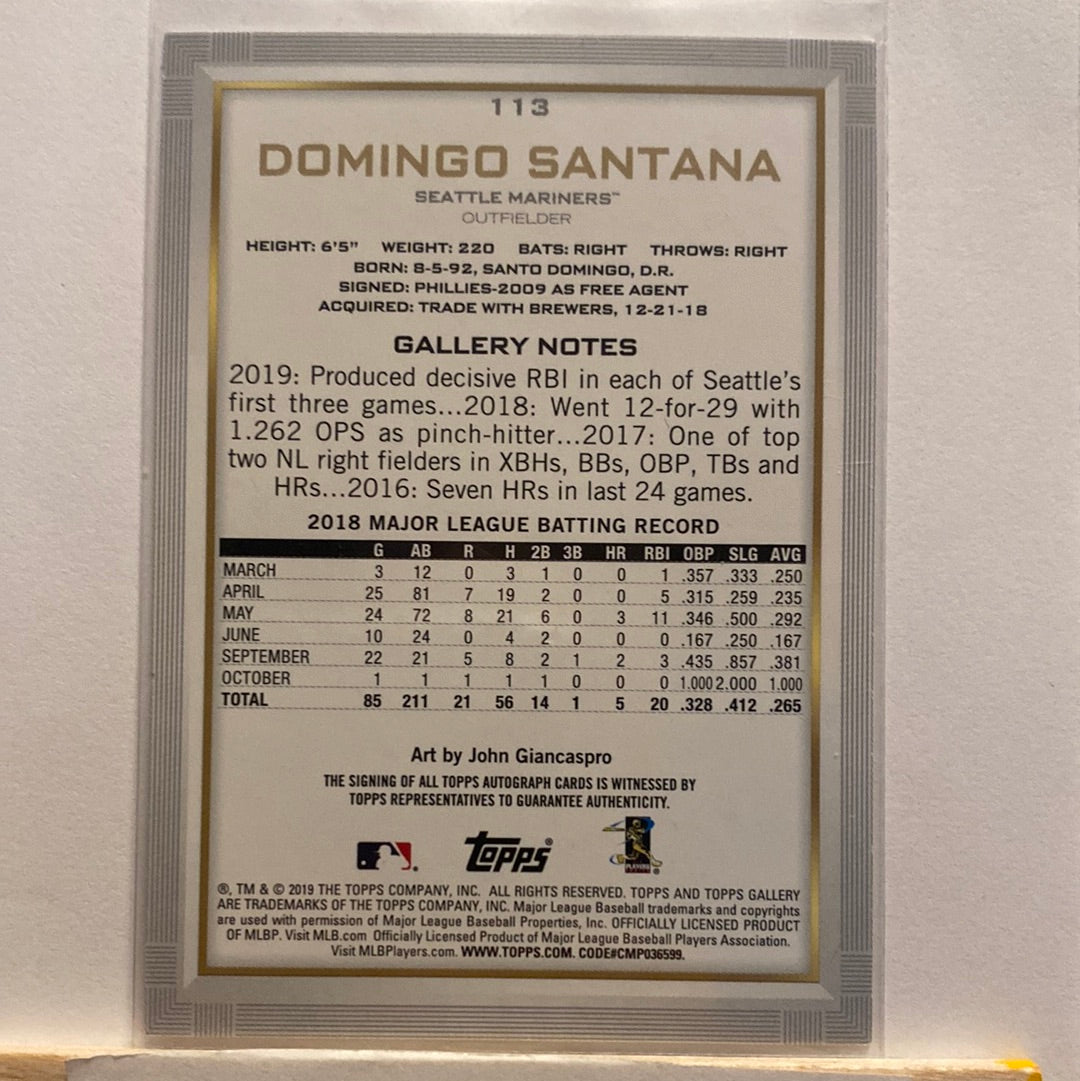 113
DOMINGO SANTANA
SEATTLE MARINERS™
OUTFIELDER
HEIGHT: 6'5" WEIGHT: 220 BATS: RIGHT THROWS: RIGHT
BORN: 8-5-92, SANTO DOMINGO, D.R.
SIGNED: PHILLIES-2009 AS FREE AGENT
ACQUIRED: TRADE WITH BREWERS, 12-21-18
GALLERY NOTES
2019: Produced decisive RBI in each of Seattle's
first three games...2018: Went 12-for-29 with
1.262 OPS as pinch-hitter...2017: One of top
two NL right fielders in XBHs, BBs, OBP, TBs and
HRs...2016: Seven HRs in last 24 games.
2018 MAJOR LEAGUE BATTING RECORD
G AB R H 2B 3B HR RBI OBP SLG AVG
MARCH 3 12 0 3 1 0 0 1 .357 .333 .250
APRIL 25 81 7 19 2 0 0 5 .315 .259 .235
MAY 24 72 8 21 6 0 3 11 .346 .500 .292
JUNE 10 24 0 4 2 0 0 0 .167 .250 .167
SEPTEMBER 22 21 5 8 2 1 2 3 .435 .857 .381
OCTOBER 1 1 1 1 1 0 0 0 1.000 2.000 1.000
TOTAL 85 211 21 56 14 1 5 20 .328 .412 .265
Art by John Giancaspro
THE SIGNING OF ALL TOPPS AUTOGRAPH CARDS IS WITNESSED BY
TOPPS REPRESENTATIVES TO GUARANTEE AUTHENTICITY.
Topps®
PLAYERS
®, TM & © 2019 THE TOPPS COMPANY, INC. ALL RIGHTS RESERVED. TOPPS AND TOPPS GALLERY
ARE TRADEMARKS OF THE TOPPS COMPANY, INC. Major League Baseball trademarks and copyrights
are used with permission of Major League Baseball Properties, Inc. OFFICIALLY LICENSED PRODUCT
OF MLBP. Visit MLB.com Officially Licensed Product of Major League Baseball Players Association.
Visit MLBPlayers.com. WWW.TOPPS.COM. CODE#CMP036599.